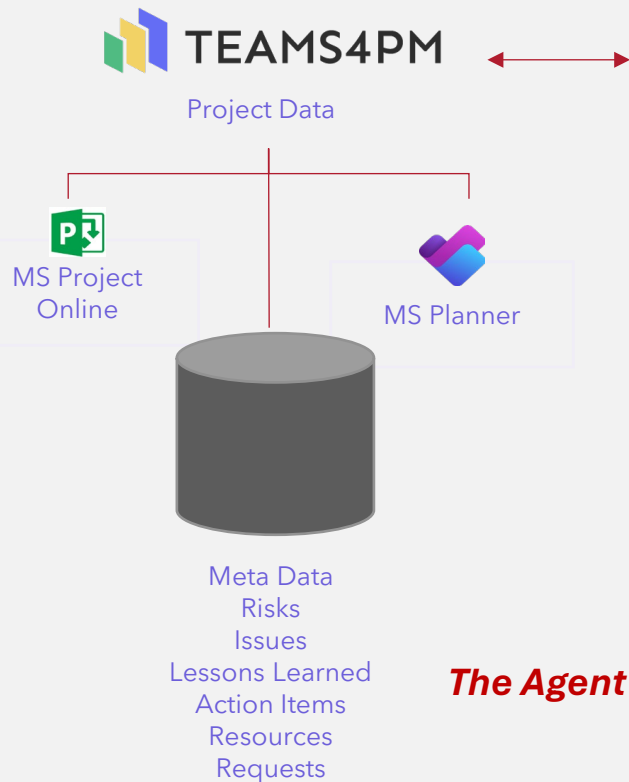 TEAMS4PM
Project Data
MS Project
Online
MS Planner
Meta Data
Risks
Issues
Lessons Learned
Action Items
Resources
Requests
The Agent